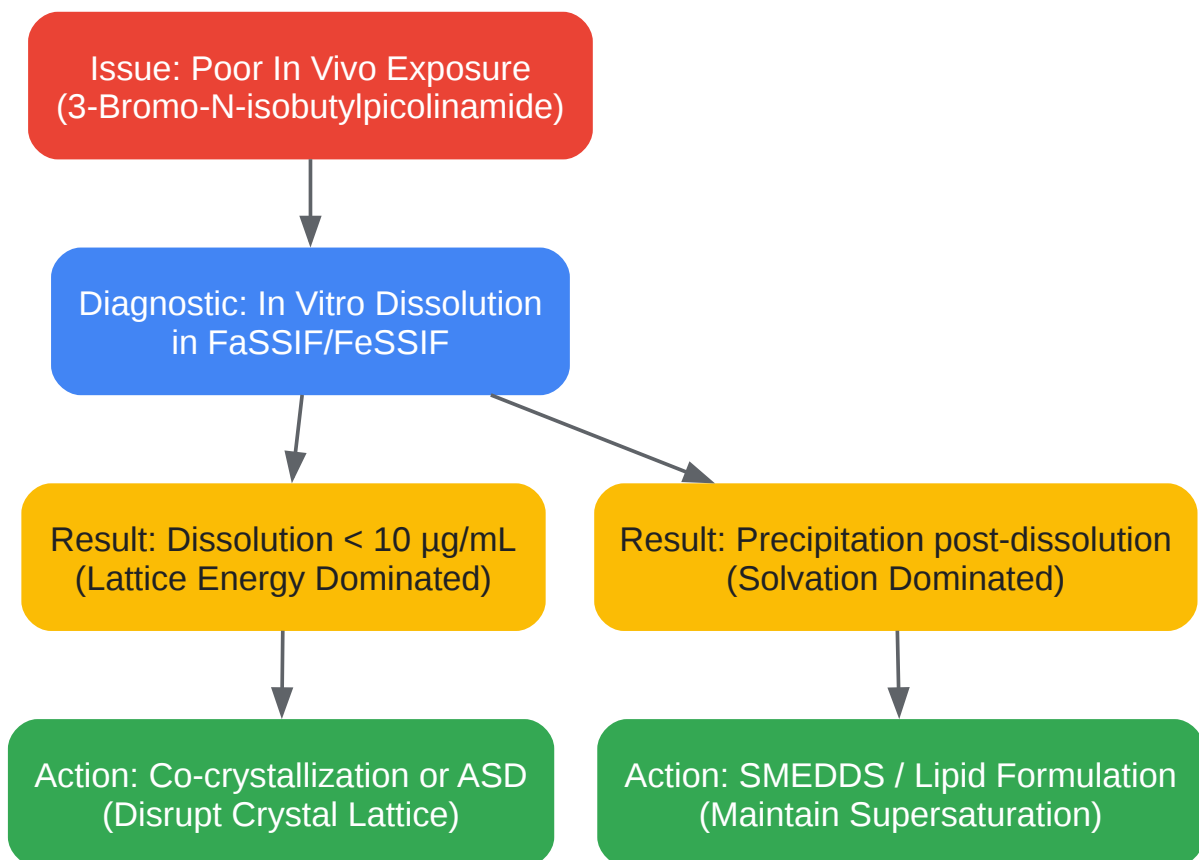 Issue: Poor In Vivo Exposure
(3-Bromo-N-isobutylpicolinamide)
Diagnostic: In Vitro Dissolution
in FaSSIF/FeSSIF
Result: Dissolution < 10 µg/mL
(Lattice Energy Dominated)
Result: Precipitation post-dissolution
(Solvation Dominated)
Action: Co-crystallization or ASD
(Disrupt Crystal Lattice)
Action: SMEDDS / Lipid Formulation
(Maintain Supersaturation)